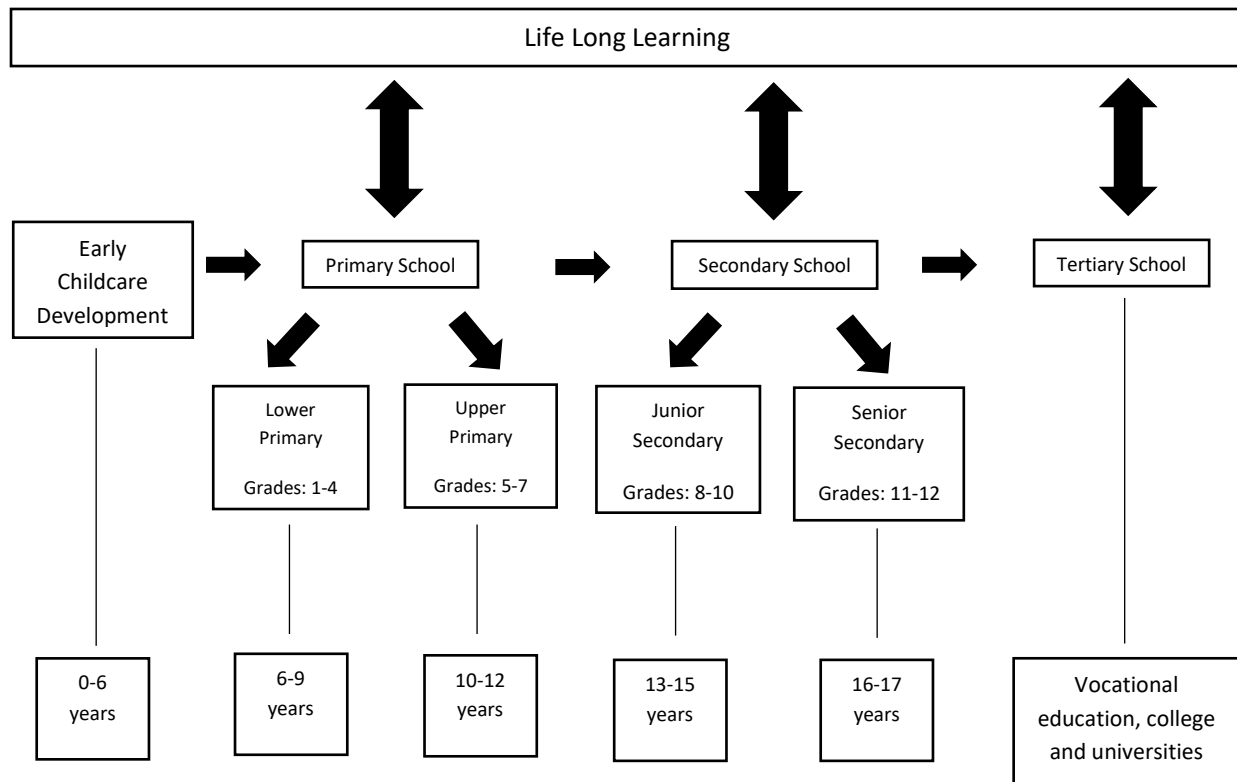 Life Long Learning
Early
Childcare
Development
Primary School
Secondary School
Tertiary School
Lower
Primary
Grades: 1-4
Upper
Primary
Grades: 5-7
Junior
Secondary
Grades: 8-10
Senior
Secondary
Grades: 11-12
0-6
years
6-9
years
10-12
years
13-15
years
16-17
years
Vocational
education, college
and universities